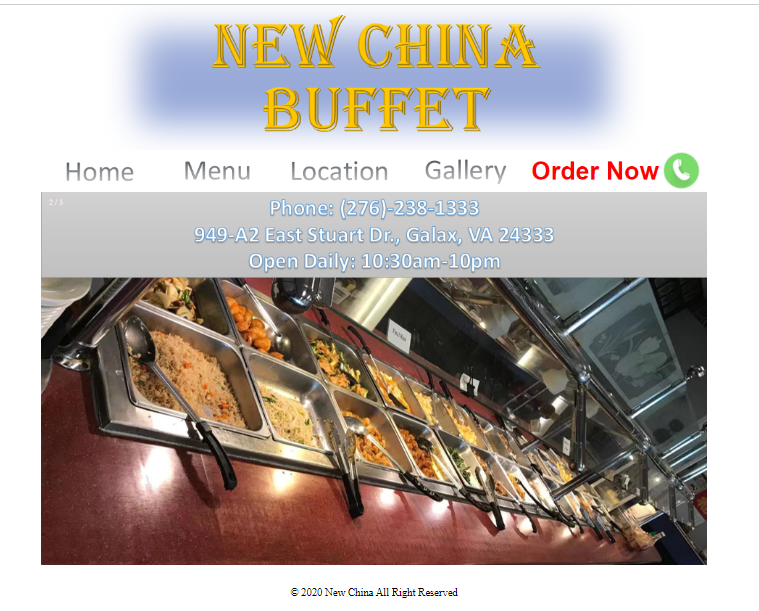 NEW CHINA
BUFFET
Home Menu Location Gallery Order Now
2 / 3
Phone: (276)-238-1333
949-A2 East Stuart Dr., Galax, VA 24333
Open Daily: 10:30am-10pm
© 2020 New China All Right Reserved